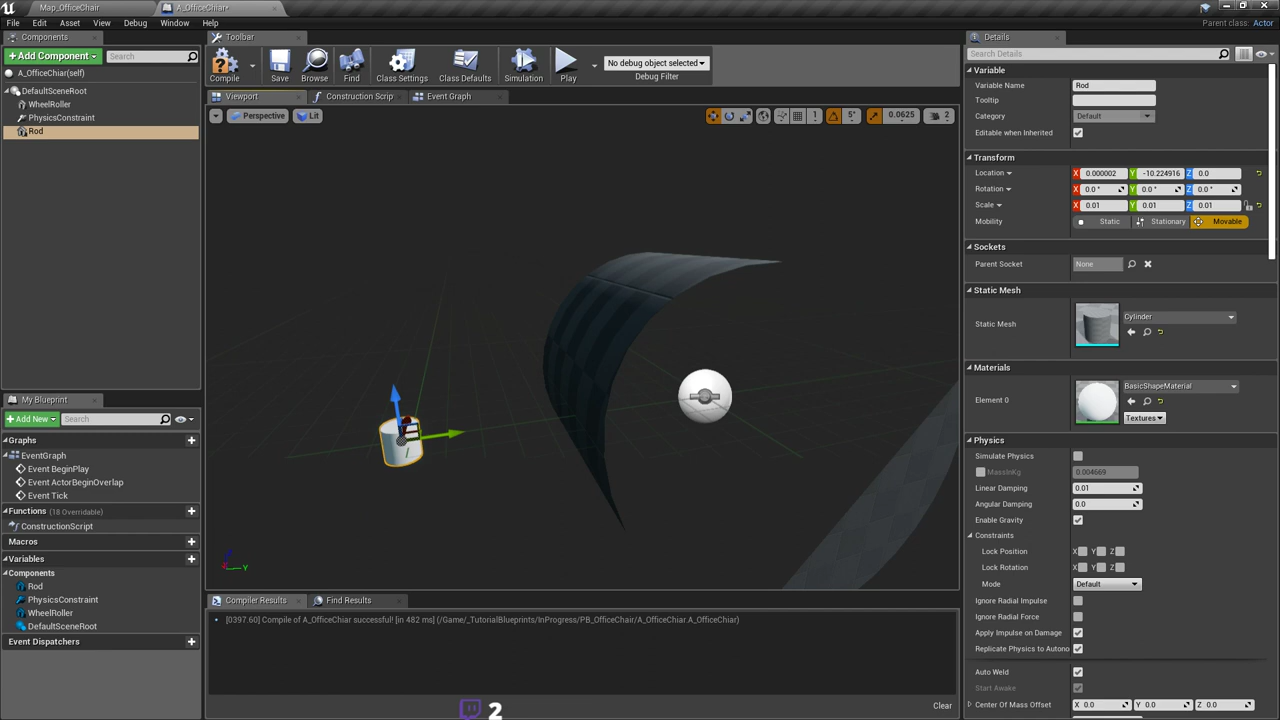 Map_OfficeChair
A_OfficeChiar*
File Edit Asset View Debug Window Help
Parent class: Actor
Components
Add Component
Search
A_OfficeChiar(self)
DefaultSceneRoot
WheelRoller
PhysicsConstraint
Rod
My Blueprint
Add New
Search
Graphs
EventGraph
Event BeginPlay
Event ActorBeginOverlap
Event Tick
Functions (18 Overridable)
ConstructionScript
Macros
Variables
Components
Rod
PhysicsConstraint
WheelRoller
DefaultSceneRoot
Event Dispatchers
Toolbar
Compile Save Browse Find Class Settings Class Defaults Simulation Play
No debug object selected
Debug Filter
Viewport Construction Scrip Event Graph
Perspective Lit
1 5° 0.0625 2
Y
Compiler Results Find Results
[0397.60] Compile of A_OfficeChiar successful! [in 482 ms] (/Game/_TutorialBlueprints/InProgress/PB_OfficeChair/A_OfficeChiar.A_OfficeChiar)
2
Clear
Details
Search Details
Variable
Variable Name Rod
Tooltip
Category Default
Editable when Inherited
Transform
Location X 0.000002 Y -10.224916 Z 0.0
Rotation X 0.0 ° Y 0.0 ° Z 0.0 °
Scale X 0.01 Y 0.01 Z 0.01
Mobility Static Stationary Movable
Sockets
Parent Socket None
Static Mesh
Static Mesh Cylinder
Materials
Element 0 BasicShapeMaterial
Textures
Physics
Simulate Physics
MassInKg 0.004669
Linear Damping 0.01
Angular Damping 0.0
Enable Gravity
Constraints
Lock Position X Y Z
Lock Rotation X Y Z
Mode Default
Ignore Radial Impulse
Ignore Radial Force
Apply Impulse on Damage
Replicate Physics to Autono
Auto Weld
Start Awake
Center Of Mass Offset X 0.0 Y 0.0 Z 0.0